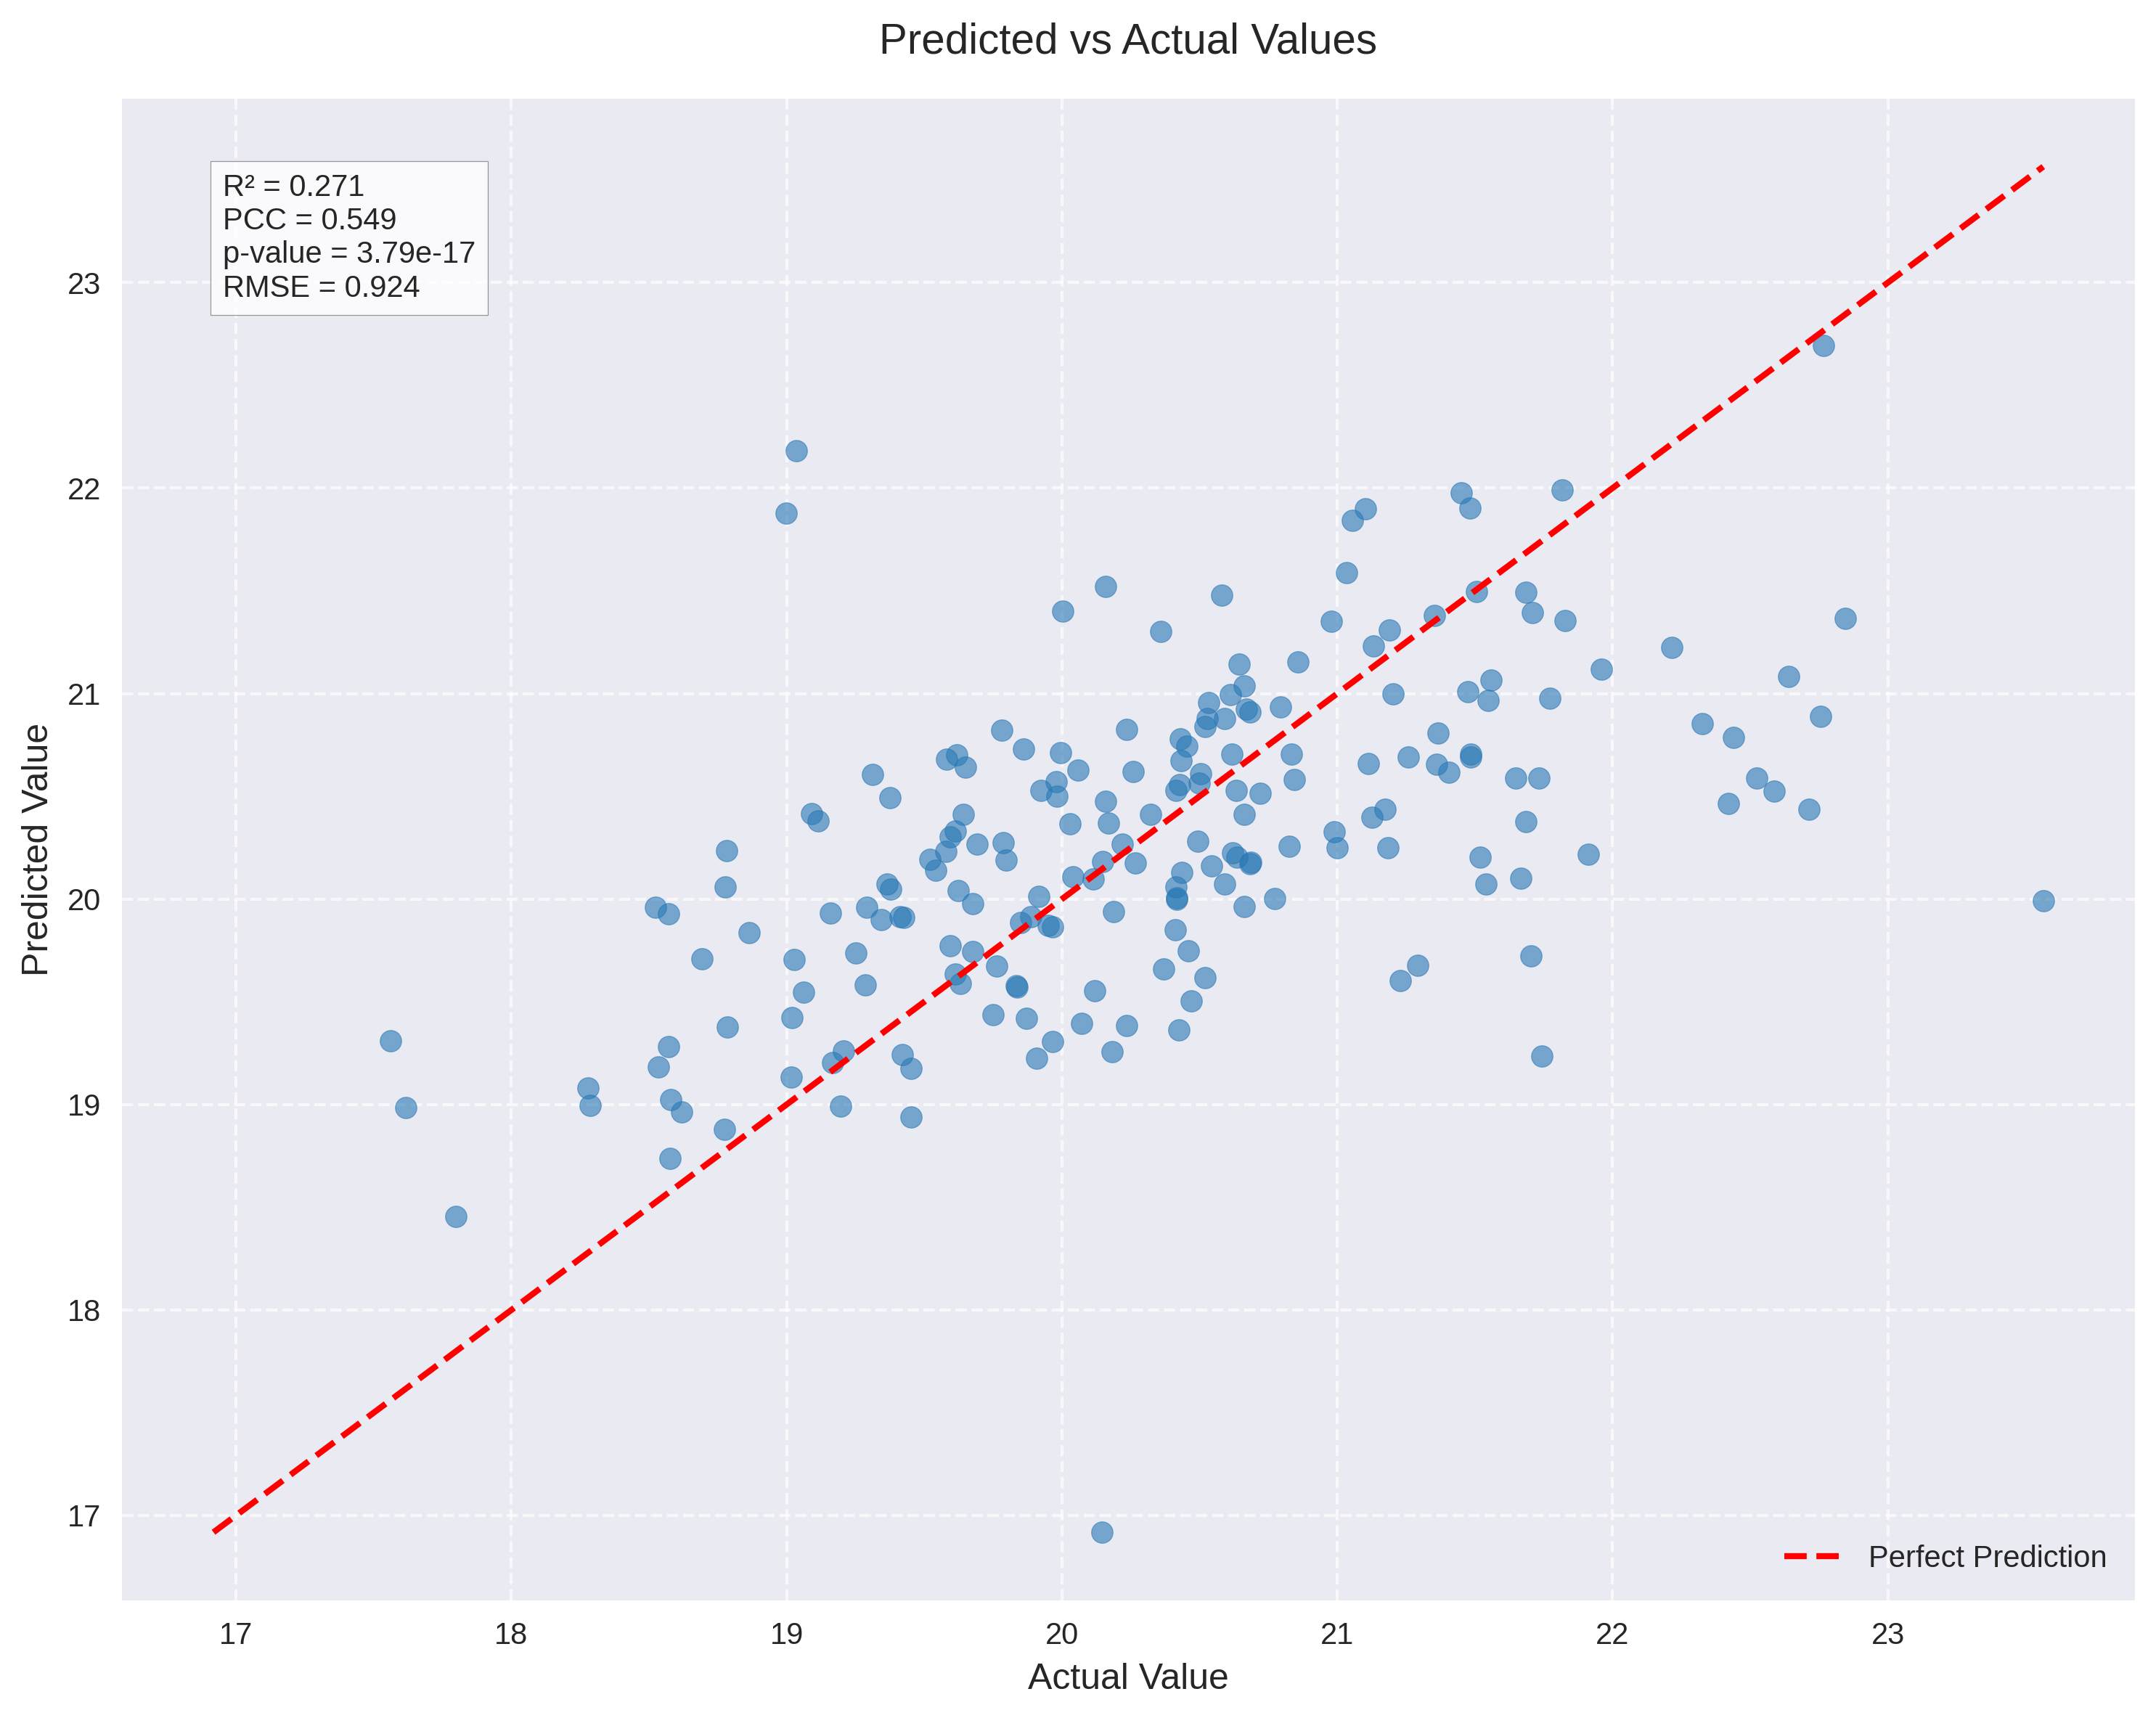 Predicted vs Actual Values
R² = 0.271
PCC = 0.549
p-value = 3.79e-17
RMSE = 0.924
23
22
21
20
19
18
17
Predicted Value
Perfect Prediction
17 18 19 20 21 22 23
Actual Value